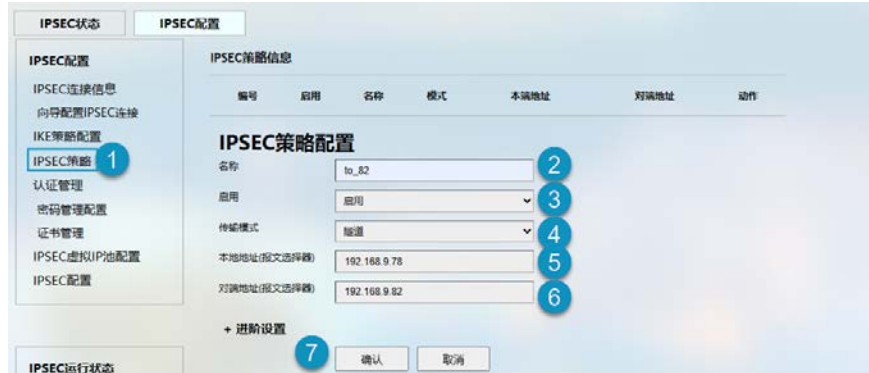 IPSEC状态 IPSEC配置
IPSEC配置
IPSEC连接信息
向导配置IPSEC连接
IKE策略配置
IPSEC策略 1
认证管理
密码管理配置
证书管理
IPSEC虚拟IP池配置
IPSEC配置
IPSEC运行状态
IPSEC策略信息
编号 启用 名称 模式 本端地址 对端地址 动作
IPSEC策略配置
名称 to_82 2
启用 启用 3
传输模式 隧道 4
本地地址(报文选择器) 192.168.9.78 5
对端地址(报文选择器) 192.168.9.82 6
+ 进阶设置
7 确认 取消